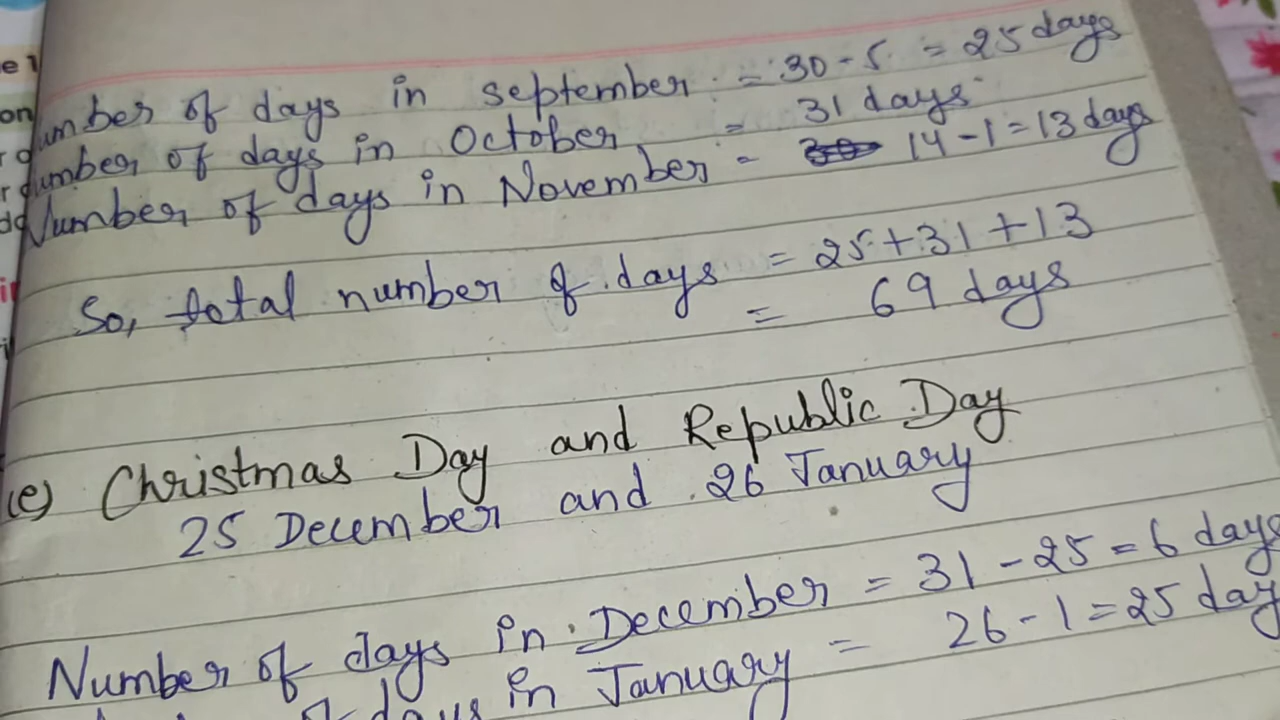 umber of days in september = 30 - 5 = 25 days
umber of days in October = 31 days
Number of days in November = 14 - 1 = 13 days
So, total number of days = 25 + 31 + 13
= 69 days
(e) Christmas Day and Republic Day
25 December and 26 January
Number of days in December = 31 - 25 = 6 days
of days in January = 26 - 1 = 25 day